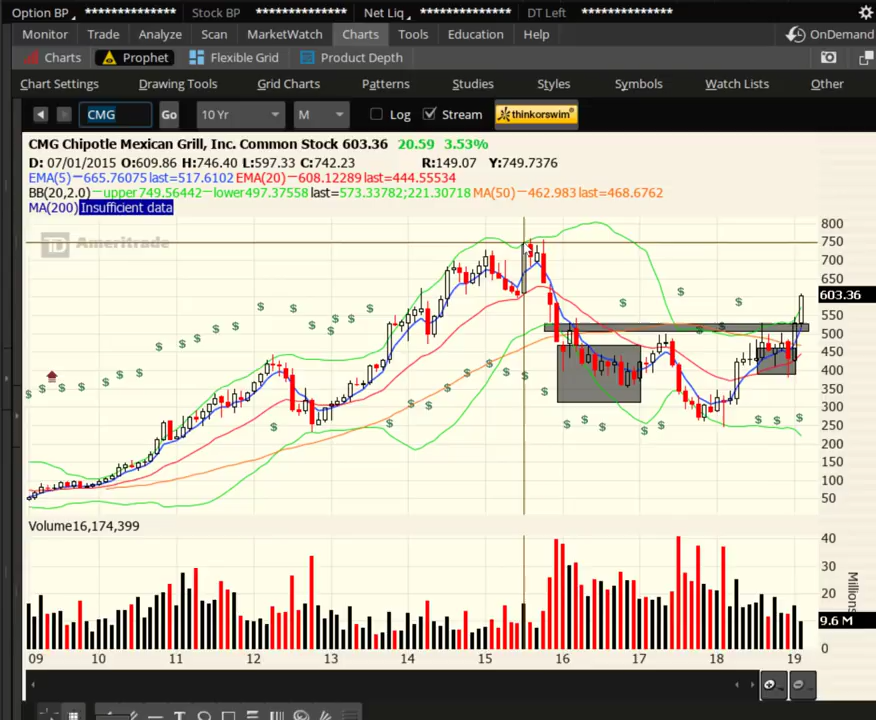 Option BP ************** Stock BP ************** Net Liq ************** DT Left **************
Monitor Trade Analyze Scan MarketWatch Charts Tools Education Help OnDemand
Charts Prophet Flexible Grid Product Depth
Chart Settings Drawing Tools Grid Charts Patterns Studies Styles Symbols Watch Lists Other
CMG Go 10 Yr M Log Stream thinkorswim
CMG Chipotle Mexican Grill, Inc. Common Stock 603.36 20.59 3.53%
D: 07/01/2015 O:609.86 H:746.40 L:597.33 C:742.23 R:149.07 Y:749.7376
EMA(5)—665.76075 last=517.6102 EMA(20)—608.12289 last=444.55534
BB(20,2.0)—upper749.56442—lower497.37558 last=573.33782;221.30718 MA(50)—462.983 last=468.6762
MA(200) Insufficient data
TD Ameritrade
800
750
700
650
603.36
550
500
450
400
350
300
250
200
150
100
50
Volume16,174,399
40
30
20
Millions
9.6 M
0
09 10 11 12 13 14 15 16 17 18 19
T